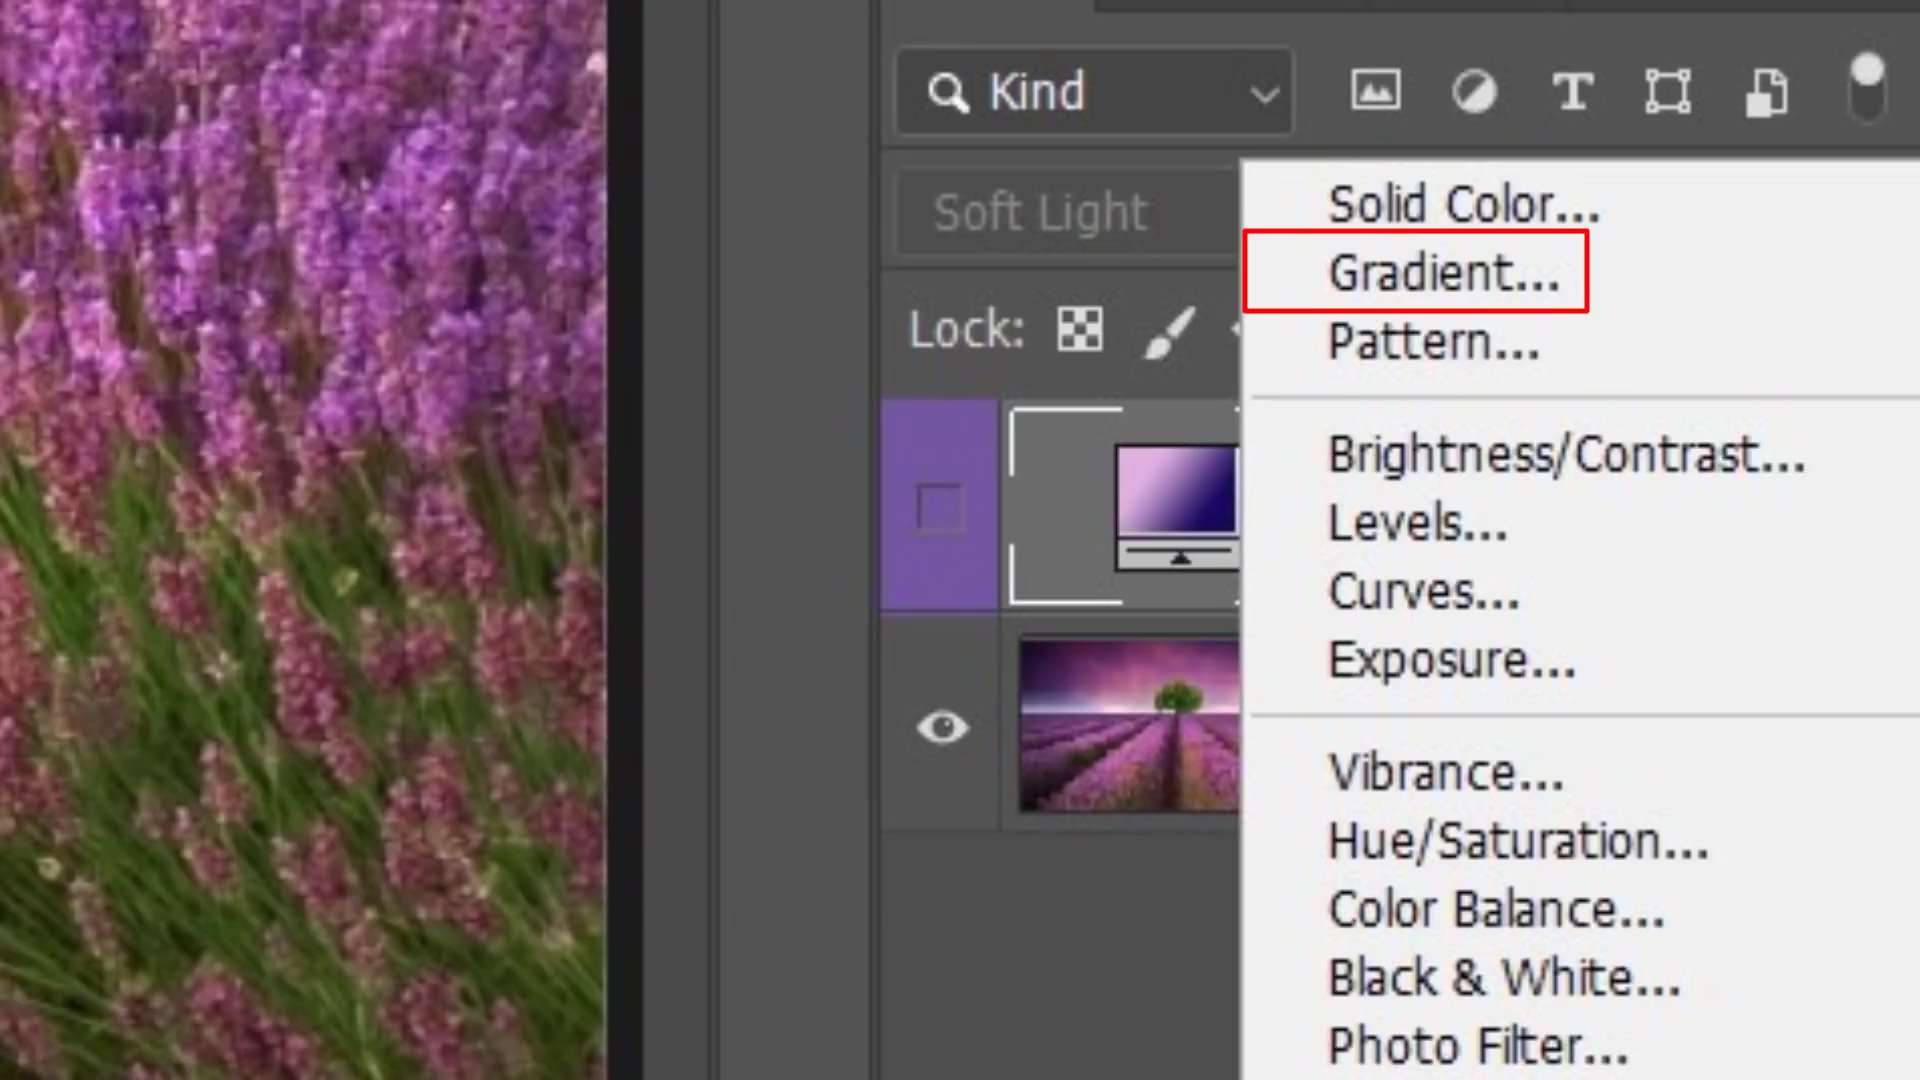 Kind
T
Soft Light
Lock:
Solid Color...
Gradient...
Pattern...
Brightness/Contrast...
Levels...
Curves...
Exposure...
Vibrance...
Hue/Saturation...
Color Balance...
Black & White...
Photo Filter...